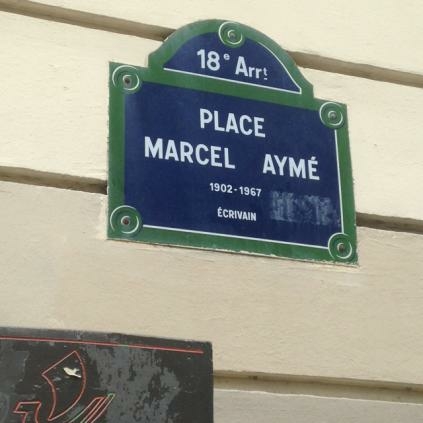 18e Arrt
PLACE
MARCEL AYMÉ
1902-1967
ÉCRIVAIN